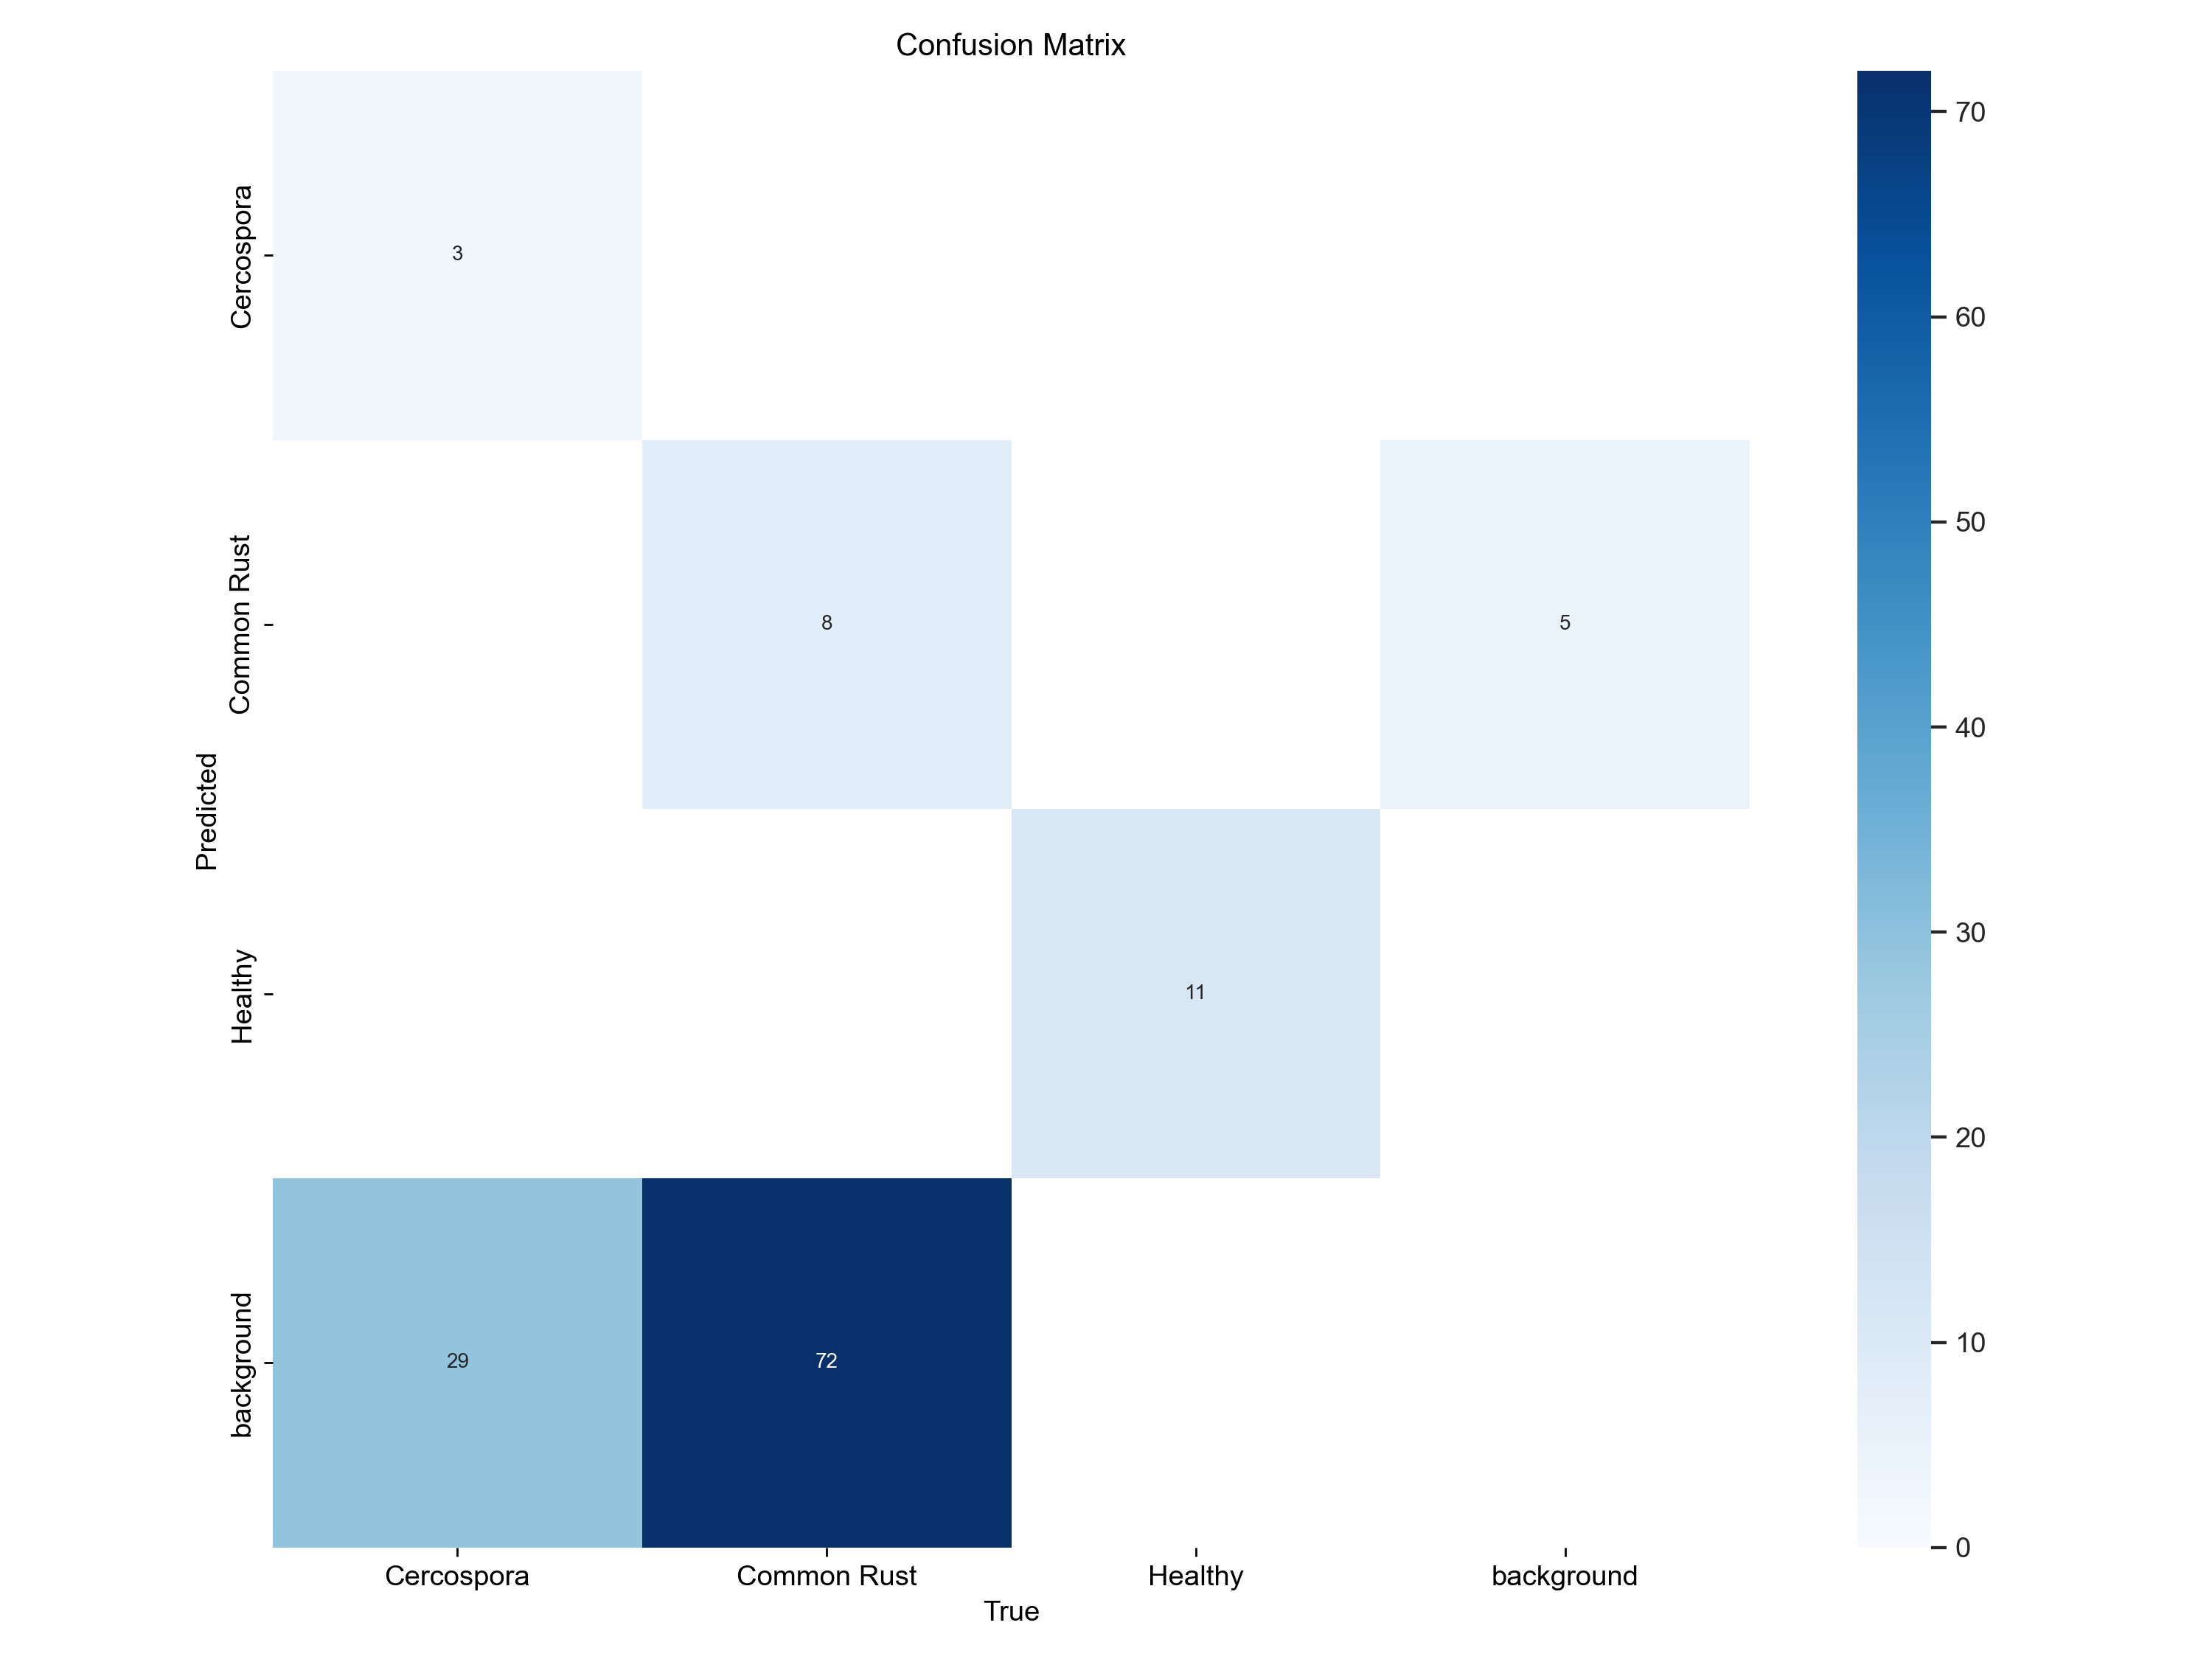 Confusion Matrix
Cercospora
Common Rust
Healthy
background
Predicted
3
8
5
11
29
72
Cercospora
Common Rust
Healthy
background
True
70
60
50
40
30
20
10
0